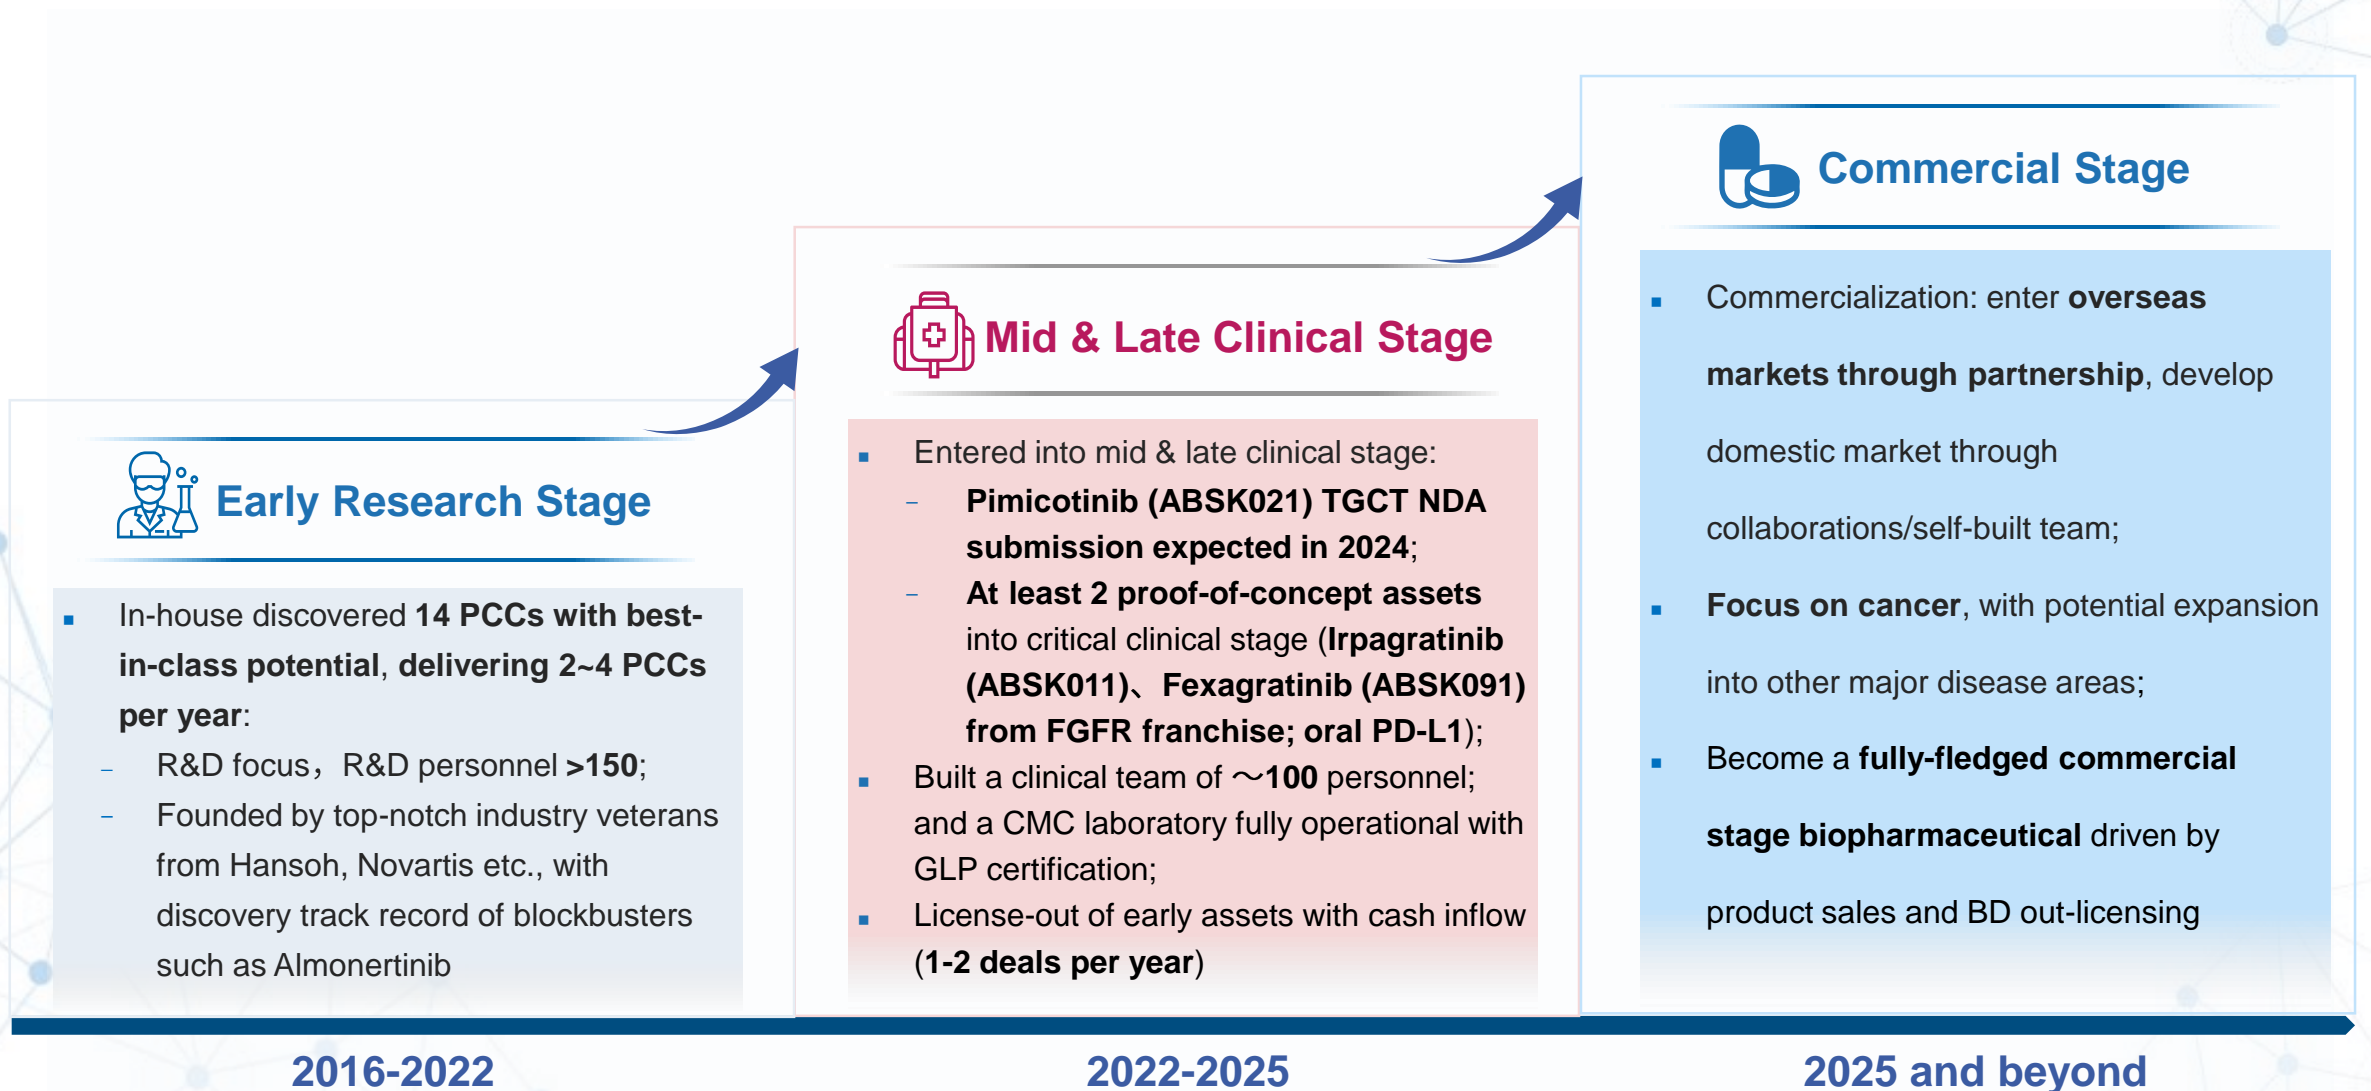 Early Research Stage
▪ In-house discovered 14 PCCs with best-
in-class potential, delivering 2~4 PCCs
per year:
− R&D focus，R&D personnel >150;
− Founded by top-notch industry veterans
from Hansoh, Novartis etc., with
discovery track record of blockbusters
such as Almonertinib
2016-2022
Mid & Late Clinical Stage
▪ Entered into mid & late clinical stage:
− Pimicotinib (ABSK021) TGCT NDA
submission expected in 2024;
− At least 2 proof-of-concept assets
into critical clinical stage (Irpagratinib
(ABSK011)、Fexagratinib (ABSK091)
from FGFR franchise; oral PD-L1);
▪ Built a clinical team of ～100 personnel;
and a CMC laboratory fully operational with
GLP certification;
▪ License-out of early assets with cash inflow
(1-2 deals per year)
2022-2025
Commercial Stage
▪ Commercialization: enter overseas
markets through partnership, develop
domestic market through
collaborations/self-built team;
▪ Focus on cancer, with potential expansion
into other major disease areas;
▪ Become a fully-fledged commercial
stage biopharmaceutical driven by
product sales and BD out-licensing
2025 and beyond